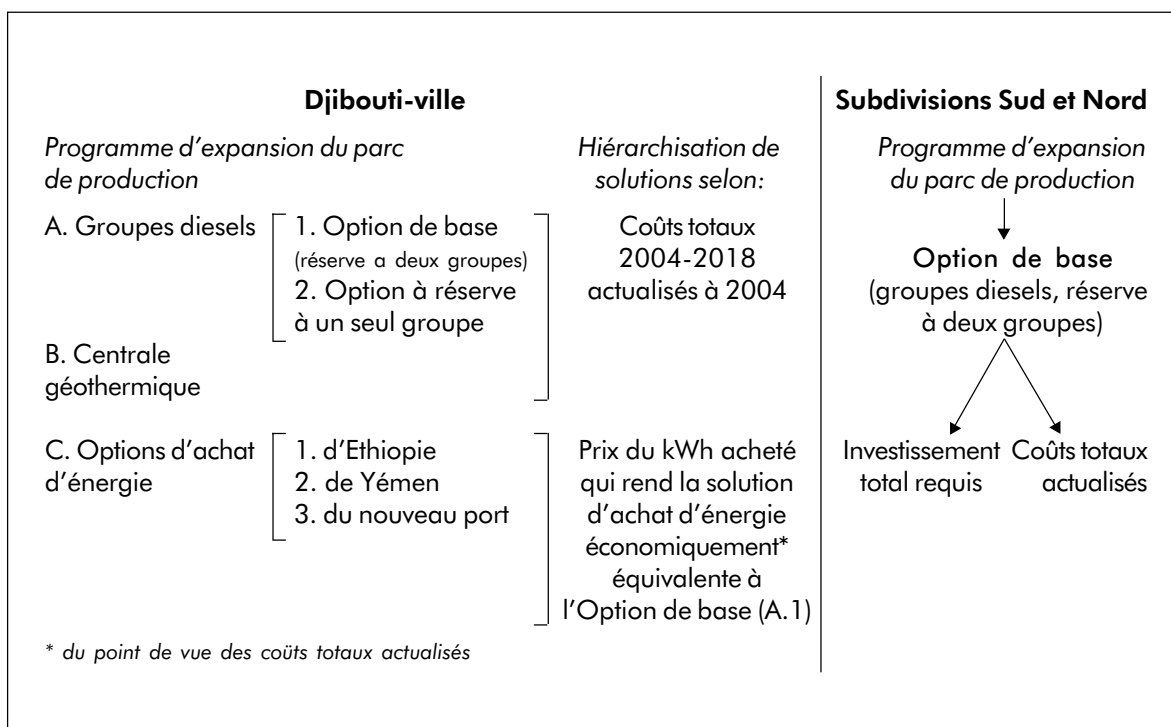 Djibouti-ville
Programme d'expansion du parc
de production
Hiérarchisation de
solutions selon:
A. Groupes diesels
1. Option de base
(réserve a deux groupes)
2. Option à réserve
à un seul groupe
B. Centrale
géothermique
Coûts totaux
2004-2018
actualisés à 2004
C. Options d'achat
d'énergie
1. d'Ethiopie
2. de Yémen
3. du nouveau port
Prix du kWh acheté
qui rend la solution
d'achat d'énergie
économiquement*
équivalente à
l'Option de base (A.1)
* du point de vue des coüts totaux actualisés
Subdivisions Sud et Nord
Programme d'expansion
du parc de production
Option de base
(groupes diesels, réserve
à deux groupes)
Investissement
total requis
Coûts totaux
actualisés